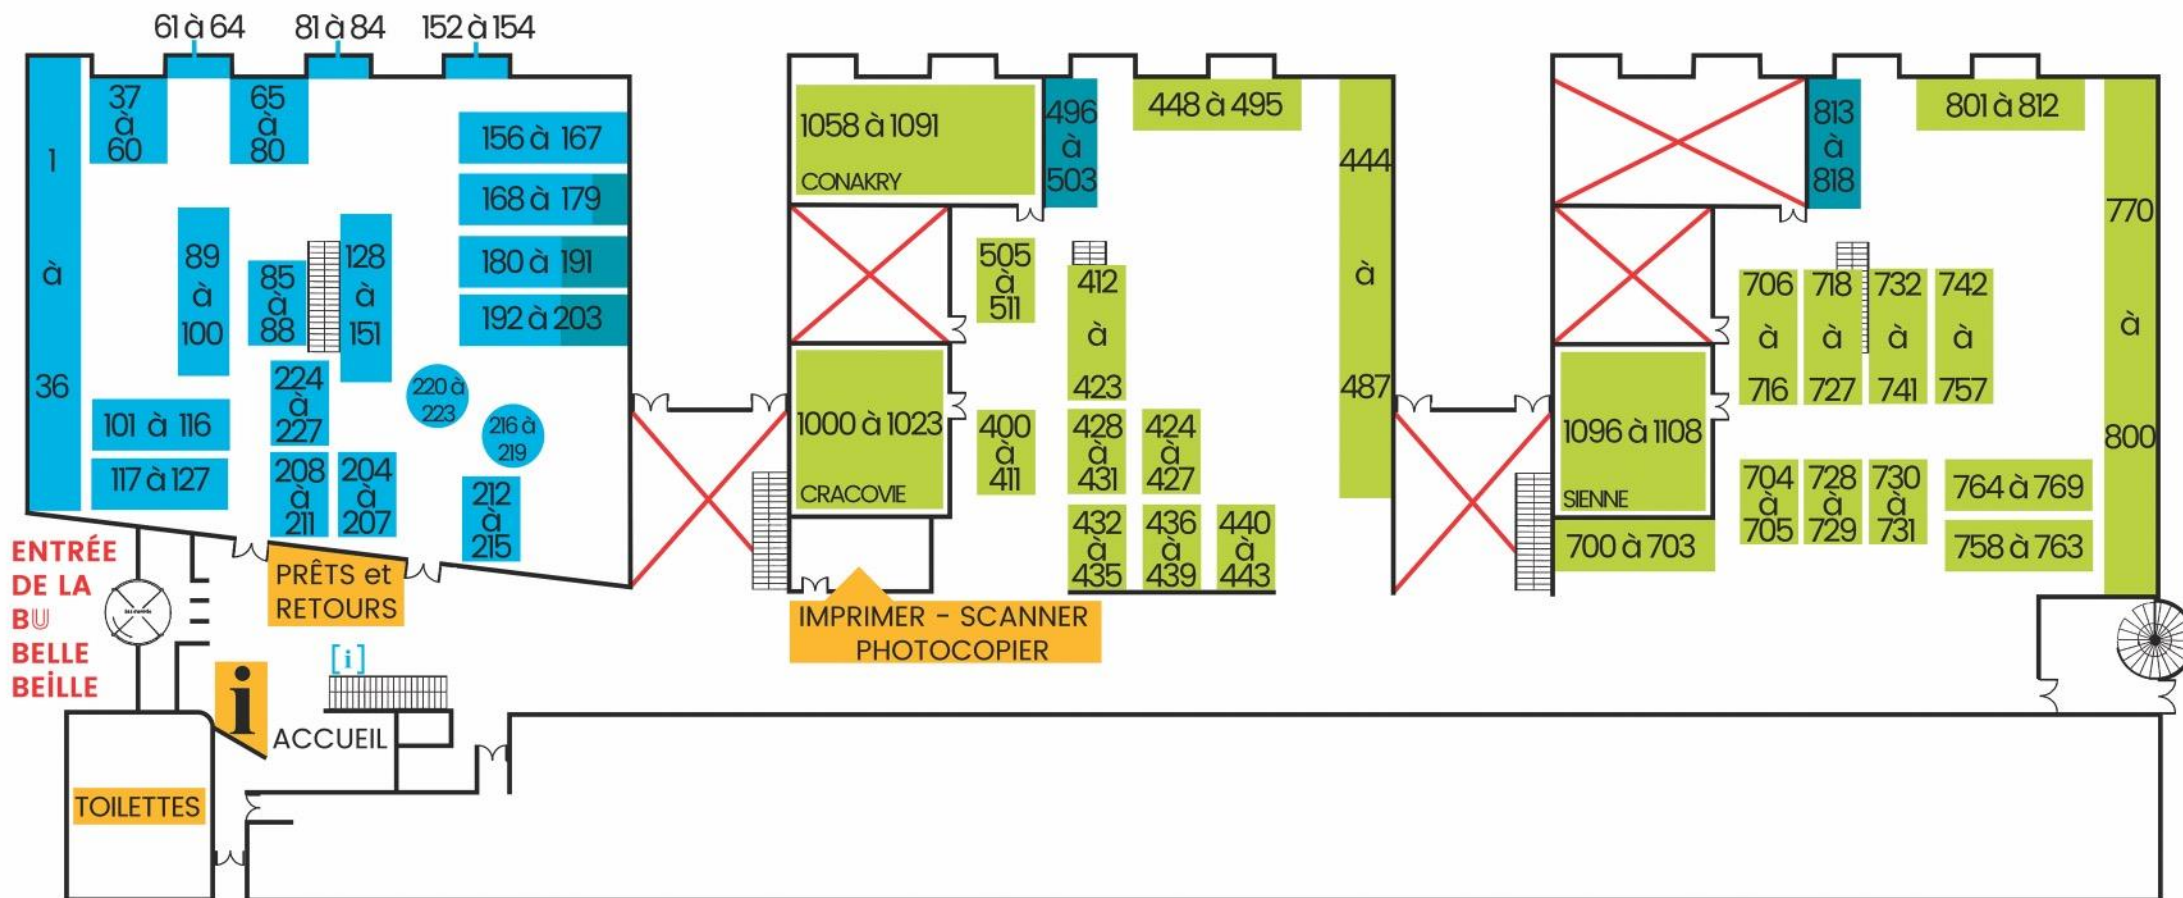 61 à 64
81 à 84
152 à 154
37
à
60
65
à
80
1
à
36
156 à 167
168 à 179
180 à 191
192 à 203
89
à
100
85
à
88
128
à
151
224
à
227
220 à
223
216 à
219
101 à 116
117 à 127
208
à
211
204
à
207
212
à
215
ENTRÉE
DE LA
BU
BELLE
BEİLLE
PRÊTS et
RETOURS
[i]
i
ACCUEIL
TOILETTES
1058 à 1091
CONAKRY
496
à
503
448 à 495
444
à
487
505
à
511
412
à
423
1000 à 1023
CRACOVIE
400
à
411
428
à
431
424
à
427
432
à
435
436
à
439
440
à
443
IMPRIMER - SCANNER
PHOTOCOPIER
813
à
818
801 à 812
770
à
800
706
à
716
718
à
727
732
à
741
742
à
757
1096 à 1108
SIENNE
700 à 703
704
à
705
728
à
729
730
à
731
764 à 769
758 à 763